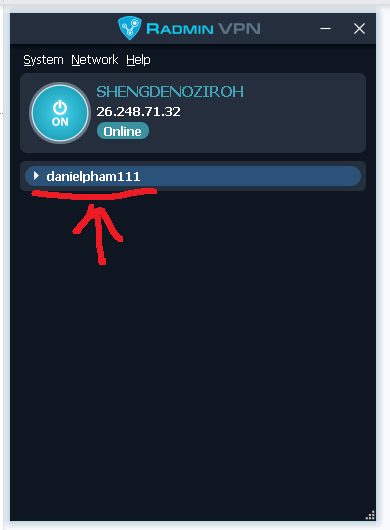 RADMIN VPN
System Network Help
SHENGDENOZIROH
ON
26.248.71.32
Online
danielpham111